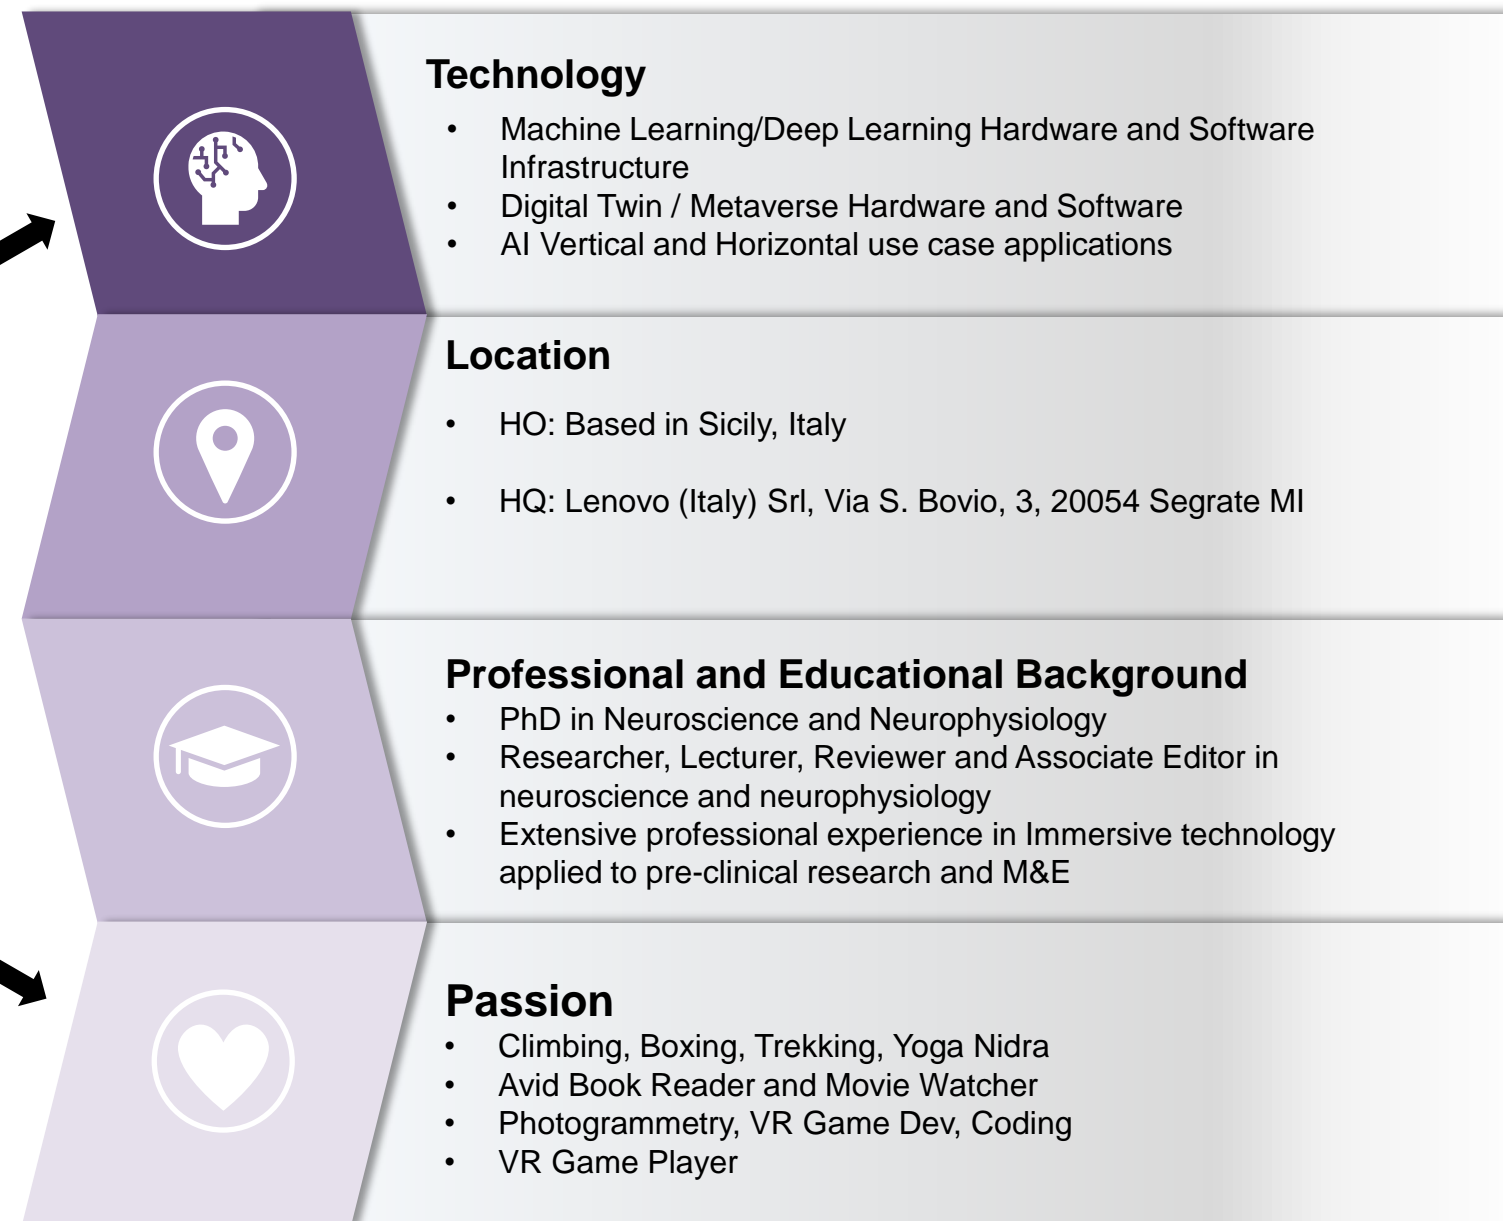 Technology
• Machine Learning/Deep Learning Hardware and Software
Infrastructure
• Digital Twin / Metaverse Hardware and Software
• AI Vertical and Horizontal use case applications
Location
• HO: Based in Sicily, Italy
• HQ: Lenovo (Italy) Srl, Via S. Bovio, 3, 20054 Segrate MI
Professional and Educational Background
• PhD in Neuroscience and Neurophysiology
• Researcher, Lecturer, Reviewer and Associate Editor in
neuroscience and neurophysiology
• Extensive professional experience in Immersive technology
applied to pre-clinical research and M&E
Passion
• Climbing, Boxing, Trekking, Yoga Nidra
• Avid Book Reader and Movie Watcher
• Photogrammetry, VR Game Dev, Coding
• VR Game Player